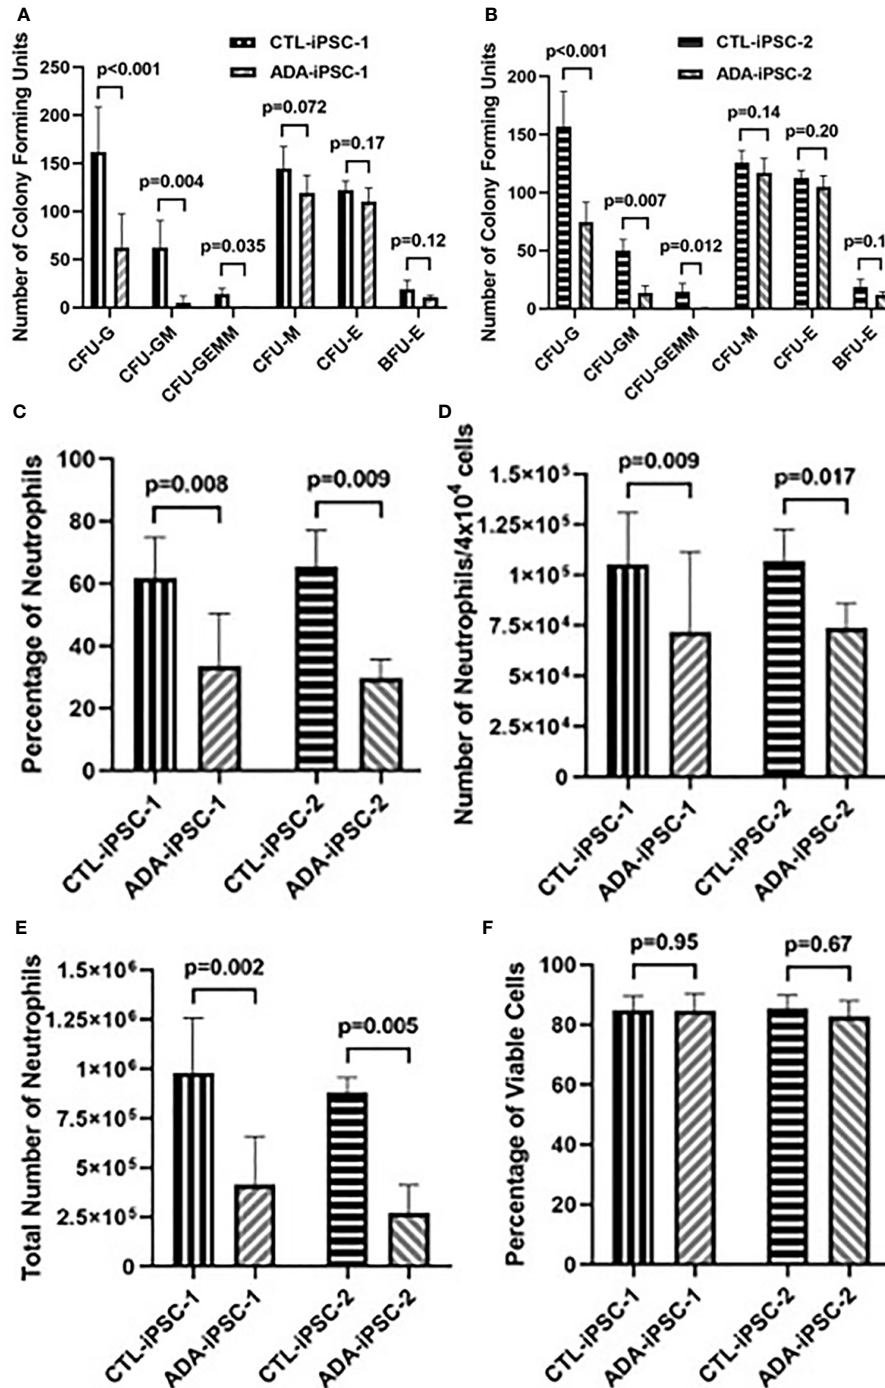 A
CTL-iPSC-1
ADA-iPSC-1
Number of Colony Forming Units
250
200
150
100
50
0
p<0.001
p=0.004
p=0.035
p=0.072
p=0.17
p=0.12
CFU-G
CFU-GM
CFU-GEMM
CFU-M
CFU-E
BFU-E
B
CTL-iPSC-2
ADA-iPSC-2
Number of Colony Forming Units
200
150
100
50
0
p<0.001
p=0.007
p=0.012
p=0.14
p=0.20
p=0.1
CFU-G
CFU-GM
CFU-GEMM
CFU-M
CFU-E
BFU-E
C
Percentage of Neutrophils
100
80
60
40
20
0
p=0.008
p=0.009
CTL-iPSC-1
ADA-iPSC-1
CTL-iPSC-2
ADA-iPSC-2
D
Number of Neutrophils/4x10⁴ cells
1.5×10⁵
1.25×10⁵
1×10⁵
7.5×10⁴
5×10⁴
2.5×10⁴
0
p=0.009
p=0.017
CTL-iPSC-1
ADA-iPSC-1
CTL-iPSC-2
ADA-iPSC-2
E
Total Number of Neutrophils
1.5×10⁶
1.25×10⁶
1×10⁶
7.5×10⁵
5×10⁵
2.5×10⁵
0
p=0.002
p=0.005
CTL-iPSC-1
ADA-iPSC-1
CTL-iPSC-2
ADA-iPSC-2
F
Percentage of Viable Cells
100
80
60
40
20
0
p=0.95
p=0.67
CTL-iPSC-1
ADA-iPSC-1
CTL-iPSC-2
ADA-iPSC-2